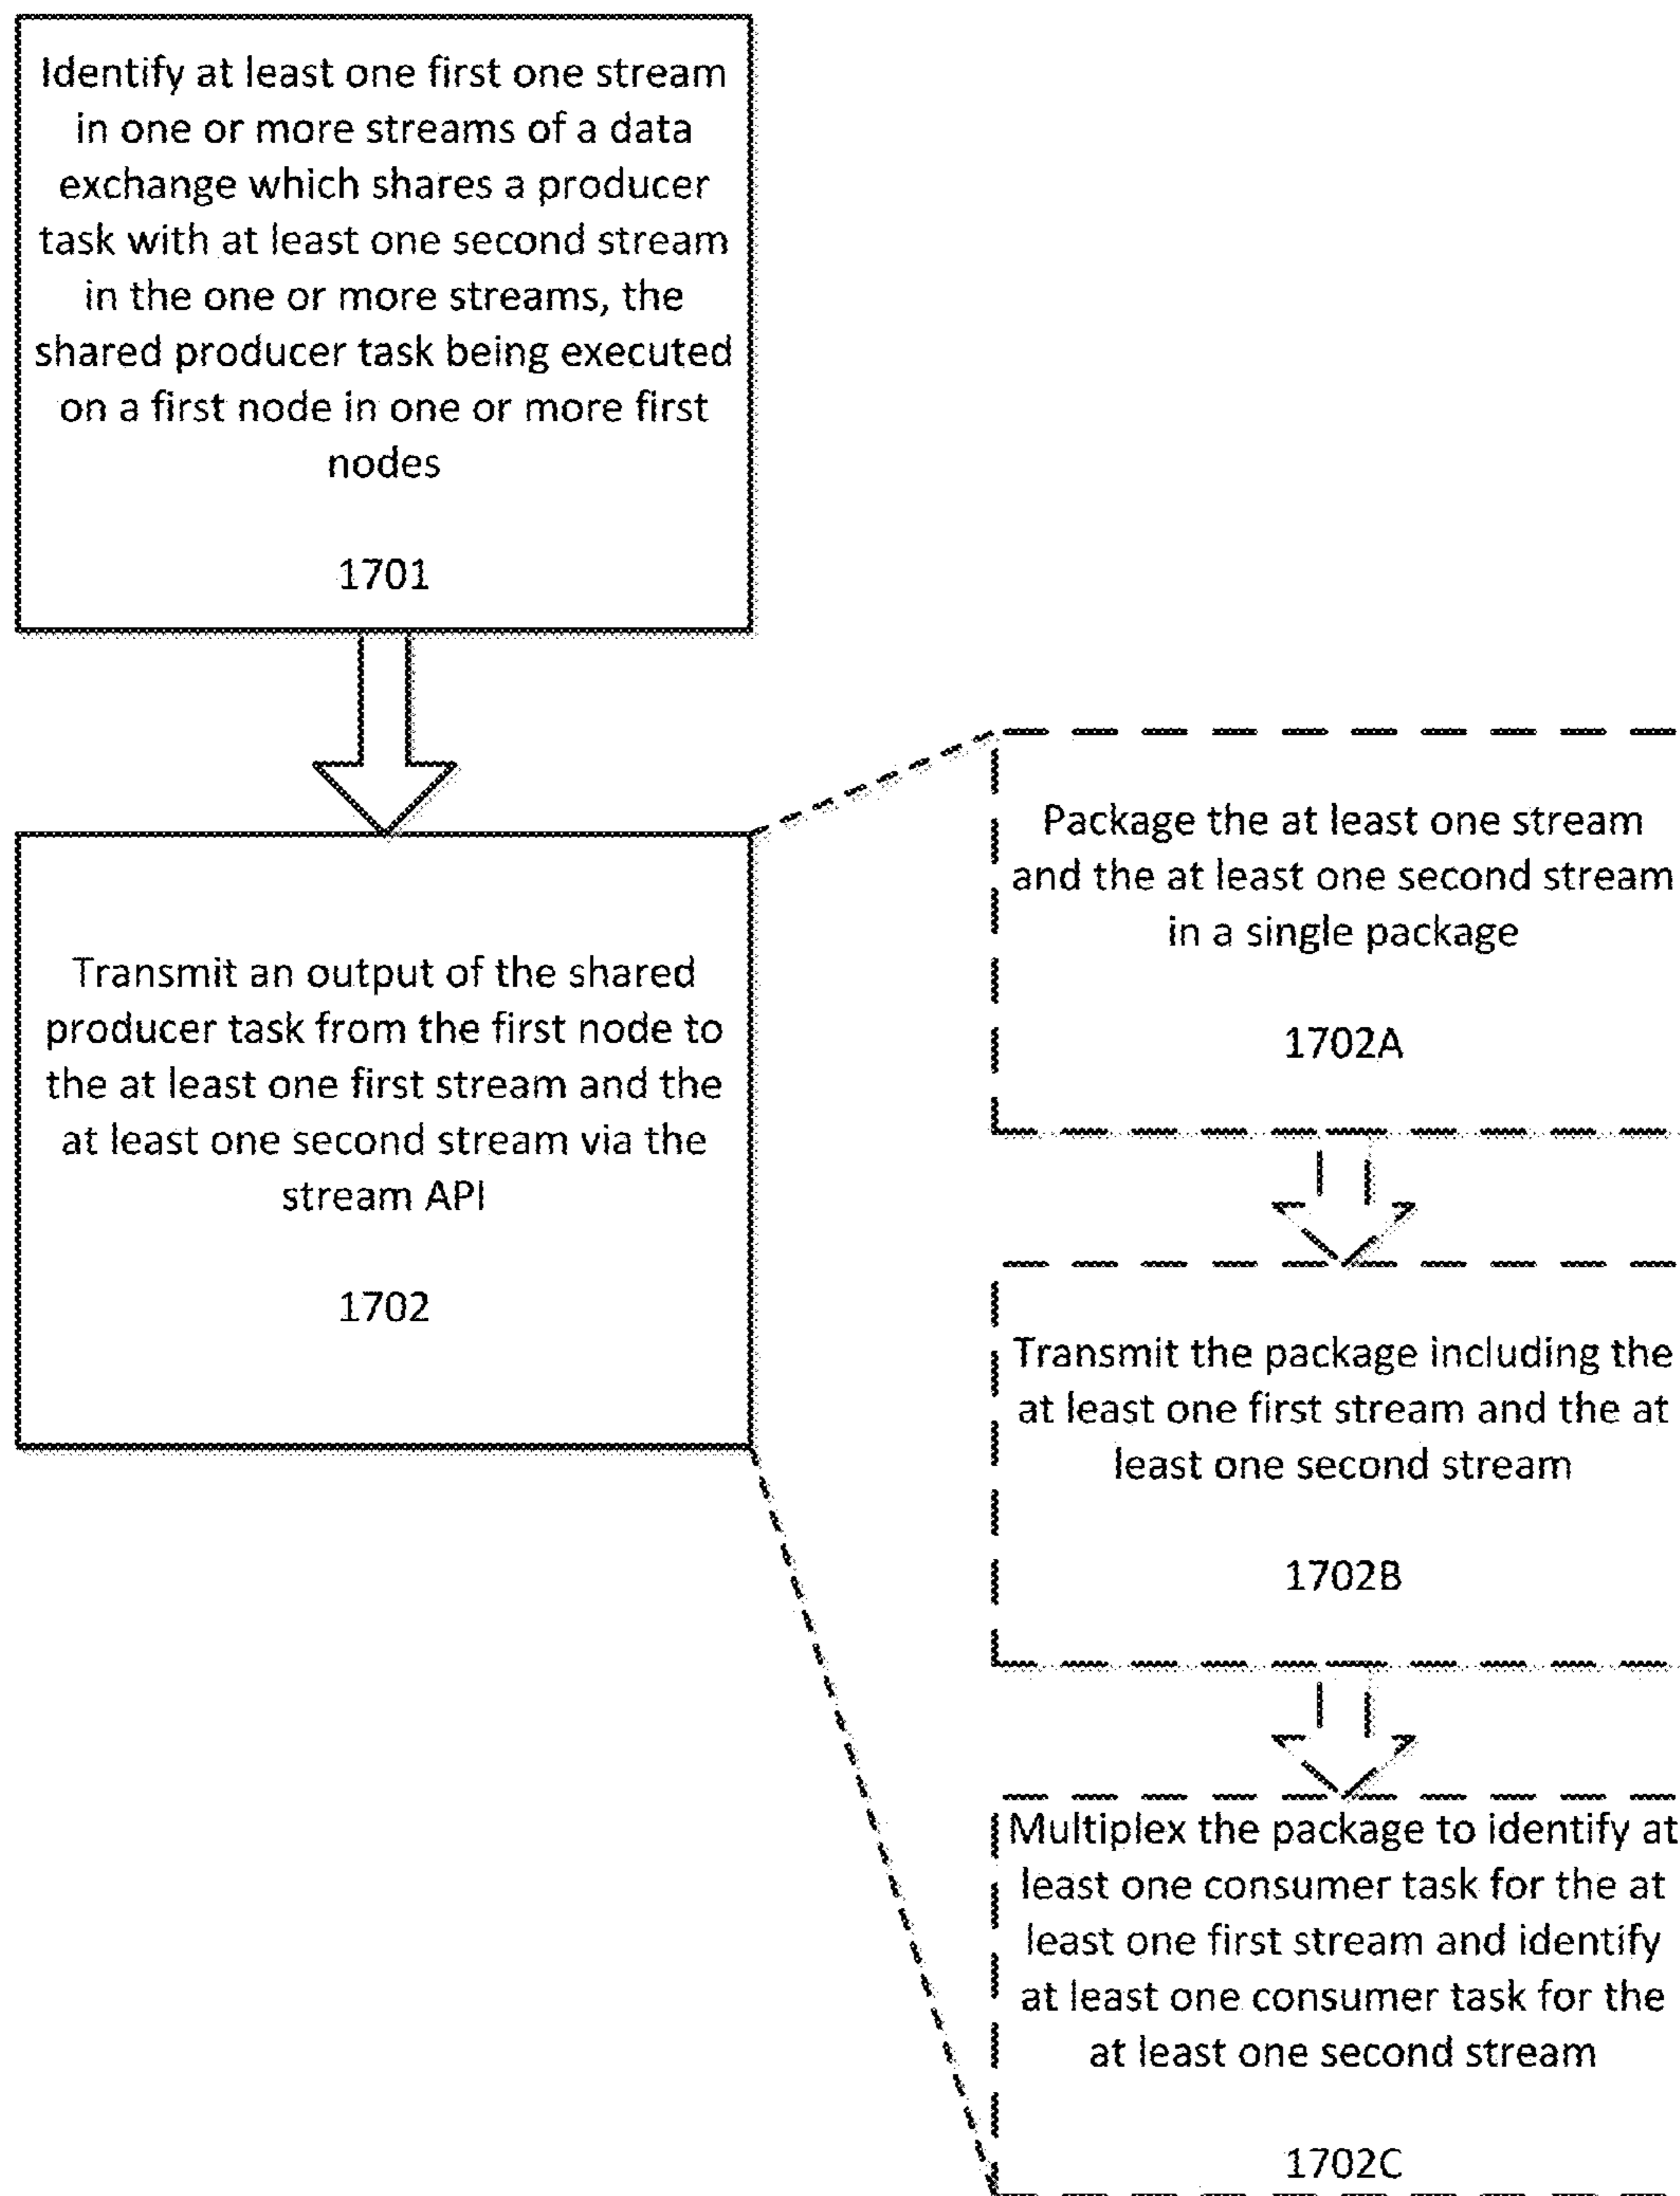 Identify at least one first one stream
in one or more streams of a data
exchange which shares a producer
task with at least one second stream
in the one or more streams, the
shared producer task being executed
on a first node in one or more first
nodes
1701
Transmit an output of the shared
producer task from the first node to
the at least one first stream and the
at least one second stream via the
stream API
1702
Package the at least one stream
and the at least one second stream
in a single package
1702A
Transmit the package including the
at least one first stream and the at
least one second stream
1702B
Multiplex the package to identify at
least one consumer task for the at
least one first stream and identify
at least one consumer task for the
at least one second stream
1702C